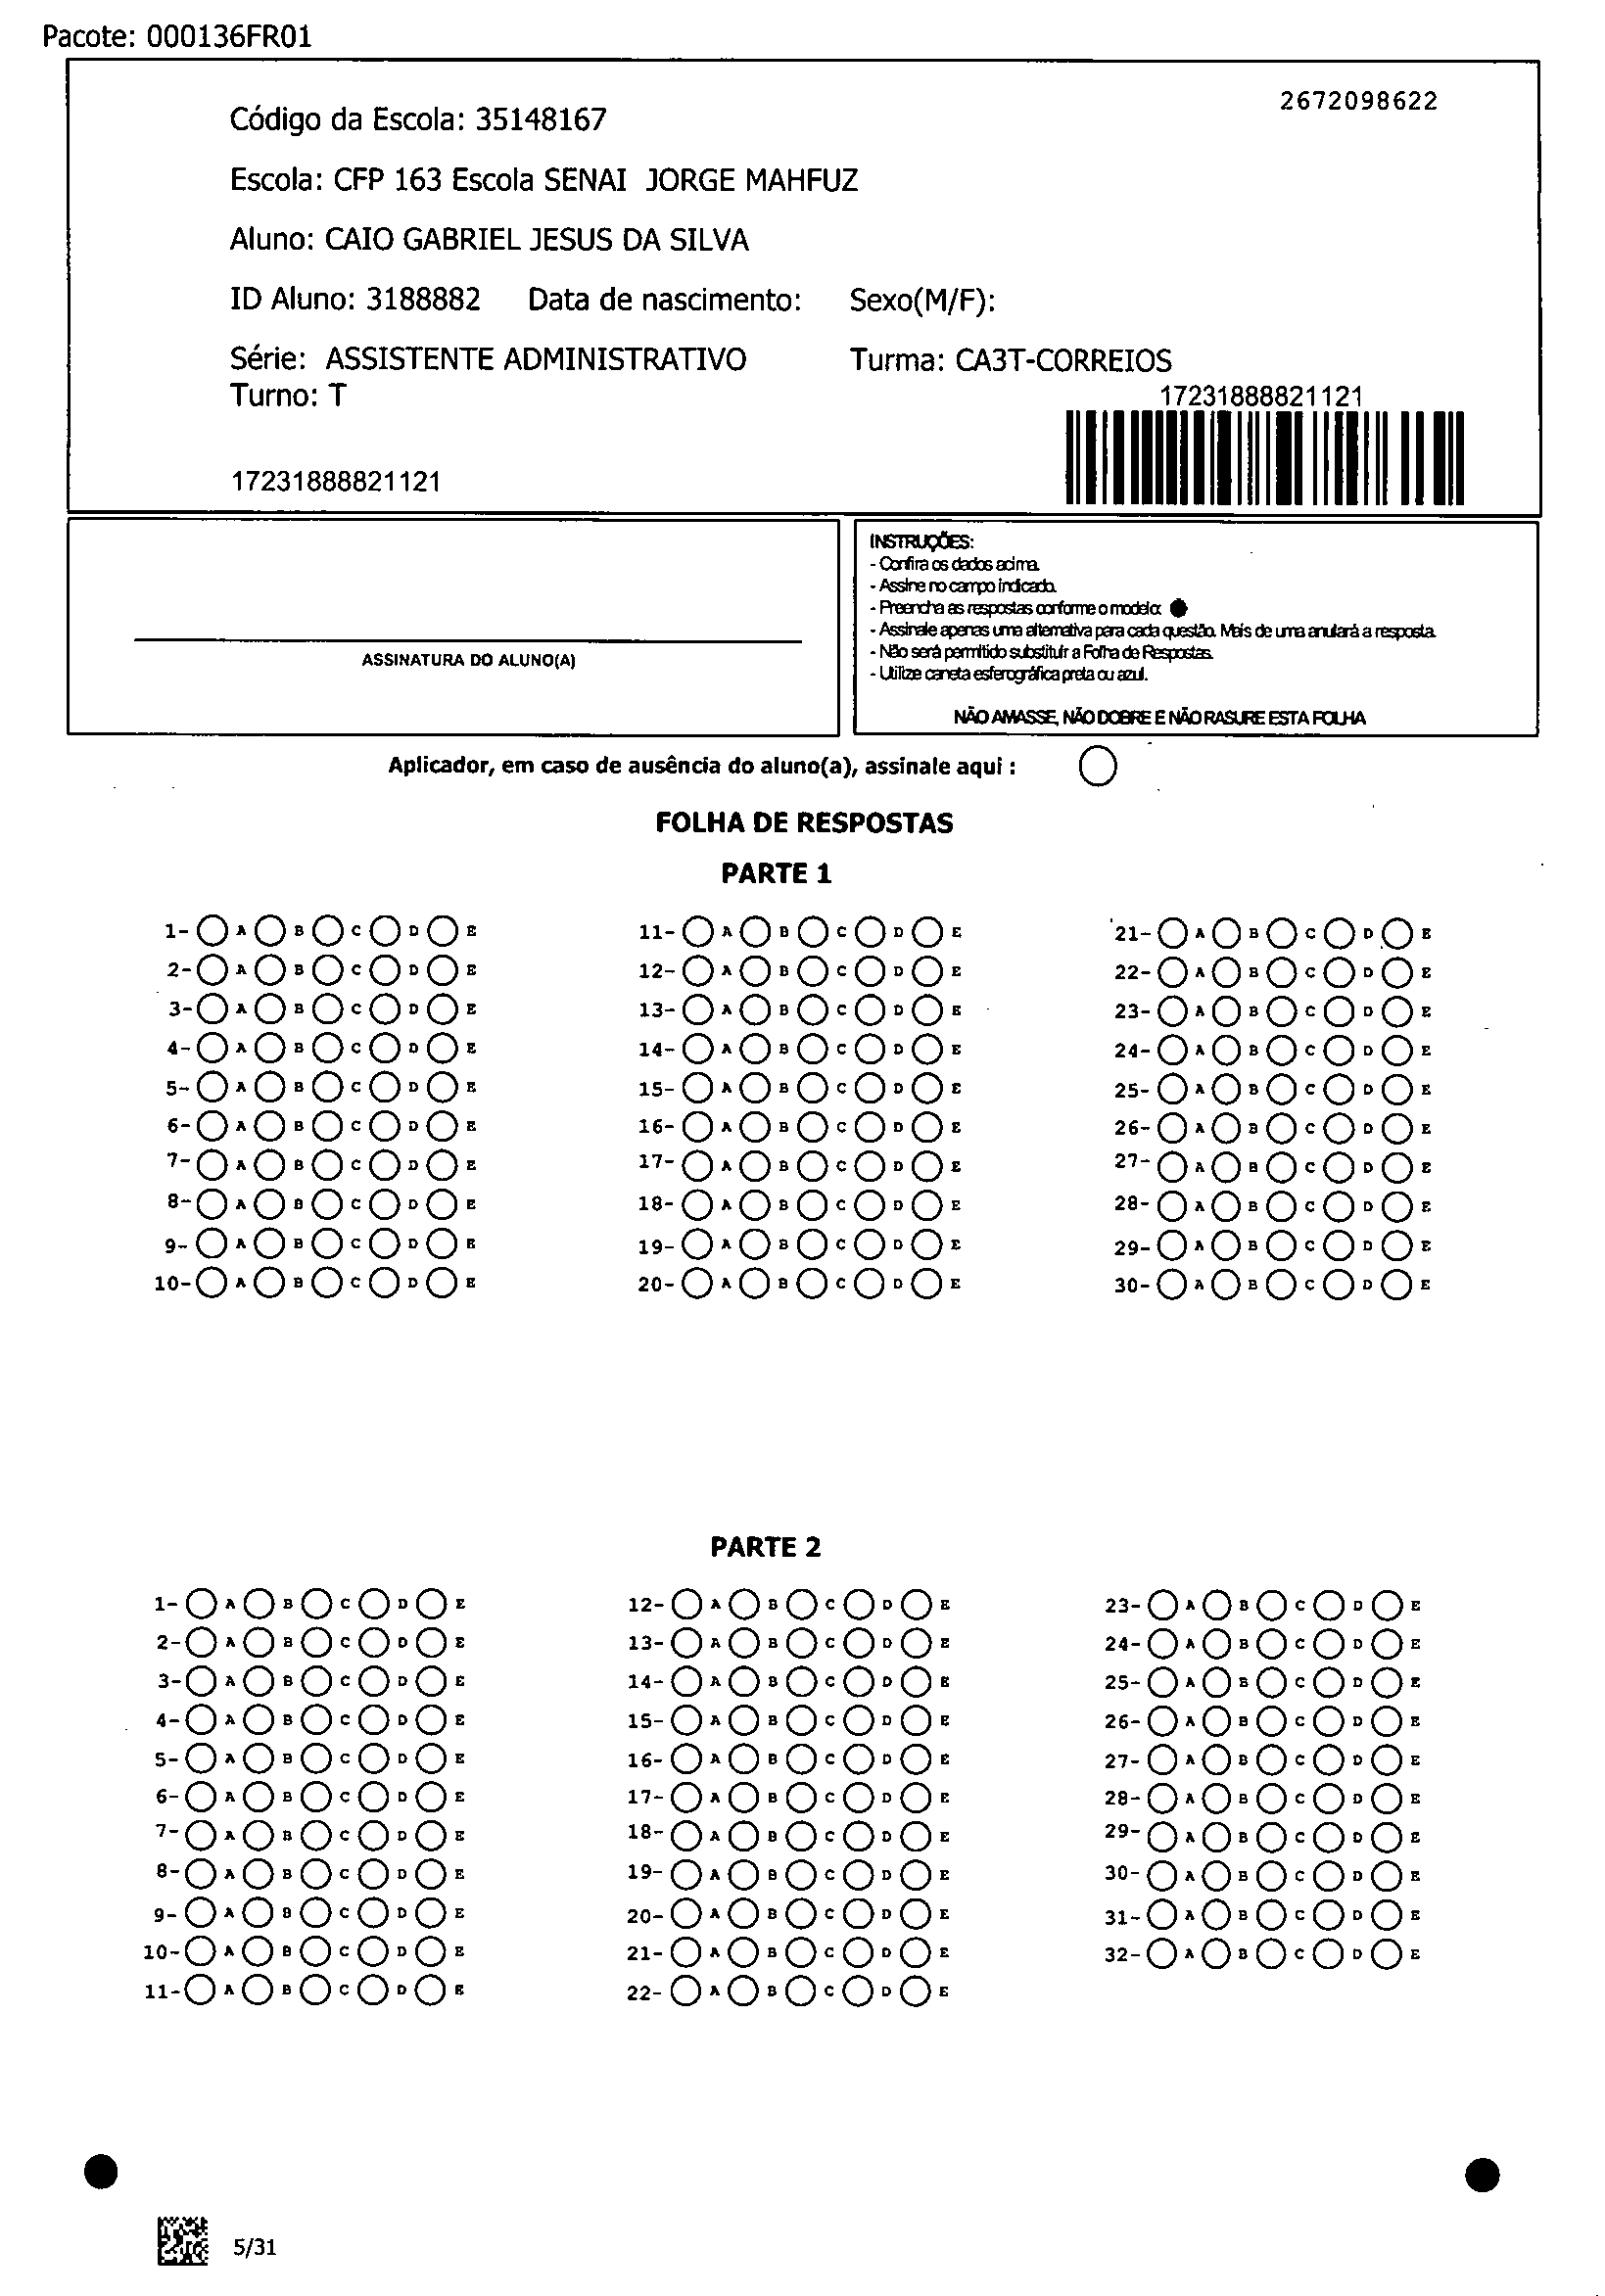 Pacote: 000136FR01
2672098622
Código da Escola: 35148167
Escola: CFP 163 Escola SENAI JORGE MAHFUZ
Aluno: CAIO GABRIEL JESUS DA SILVA
ID Aluno: 3188882 Data de nascimento: Sexo(M/F):
Série: ASSISTENTE ADMINISTRATIVO Turma: CA3T-CORREIOS
Turno: T
17231888821121
17231888821121
ASSINATURA DO ALUNO(A)
INSTRUÇÕES:
- Confira os dados acima.
- Assine no campo indicado.
- Preencha as respostas conforme o modelo:
- Assinale apenas uma alternativa para cada questão. Mais de uma anulará a resposta.
- Não será permitido substituir a Folha de Respostas.
- Utilize caneta esferográfica preta ou azul.
NÃO AMASSE, NÃO DOBRE E NÃO RASURE ESTA FOLHA
Aplicador, em caso de ausência do aluno(a), assinale aqui :
FOLHA DE RESPOSTAS
PARTE 1
1- A B C D E 11- A B C D E 21- A B C D E
2- A B C D E 12- A B C D E 22- A B C D E
3- A B C D E 13- A B C D E 23- A B C D E
4- A B C D E 14- A B C D E 24- A B C D E
5- A B C D E 15- A B C D E 25- A B C D E
6- A B C D E 16- A B C D E 26- A B C D E
7- A B C D E 17- A B C D E 27- A B C D E
8- A B C D E 18- A B C D E 28- A B C D E
9- A B C D E 19- A B C D E 29- A B C D E
10- A B C D E 20- A B C D E 30- A B C D E
PARTE 2
1- A B C D E 12- A B C D E 23- A B C D E
2- A B C D E 13- A B C D E 24- A B C D E
3- A B C D E 14- A B C D E 25- A B C D E
4- A B C D E 15- A B C D E 26- A B C D E
5- A B C D E 16- A B C D E 27- A B C D E
6- A B C D E 17- A B C D E 28- A B C D E
7- A B C D E 18- A B C D E 29- A B C D E
8- A B C D E 19- A B C D E 30- A B C D E
9- A B C D E 20- A B C D E 31- A B C D E
10- A B C D E 21- A B C D E 32- A B C D E
11- A B C D E 22- A B C D E
5/31